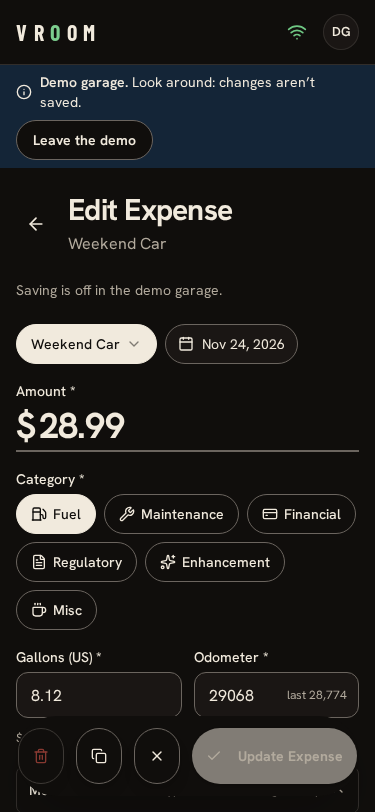 VROOM
DG
Demo garage. Look around: changes aren’t
saved.
Leave the demo
Edit Expense
Weekend Car
Saving is off in the demo garage.
Weekend Car
Nov 24, 2026
Amount *
$28.99
Category *
Fuel
Maintenance
Financial
Regulatory
Enhancement
Misc
Gallons (US) *
Odometer *
8.12
29068
last 28,774
Update Expense